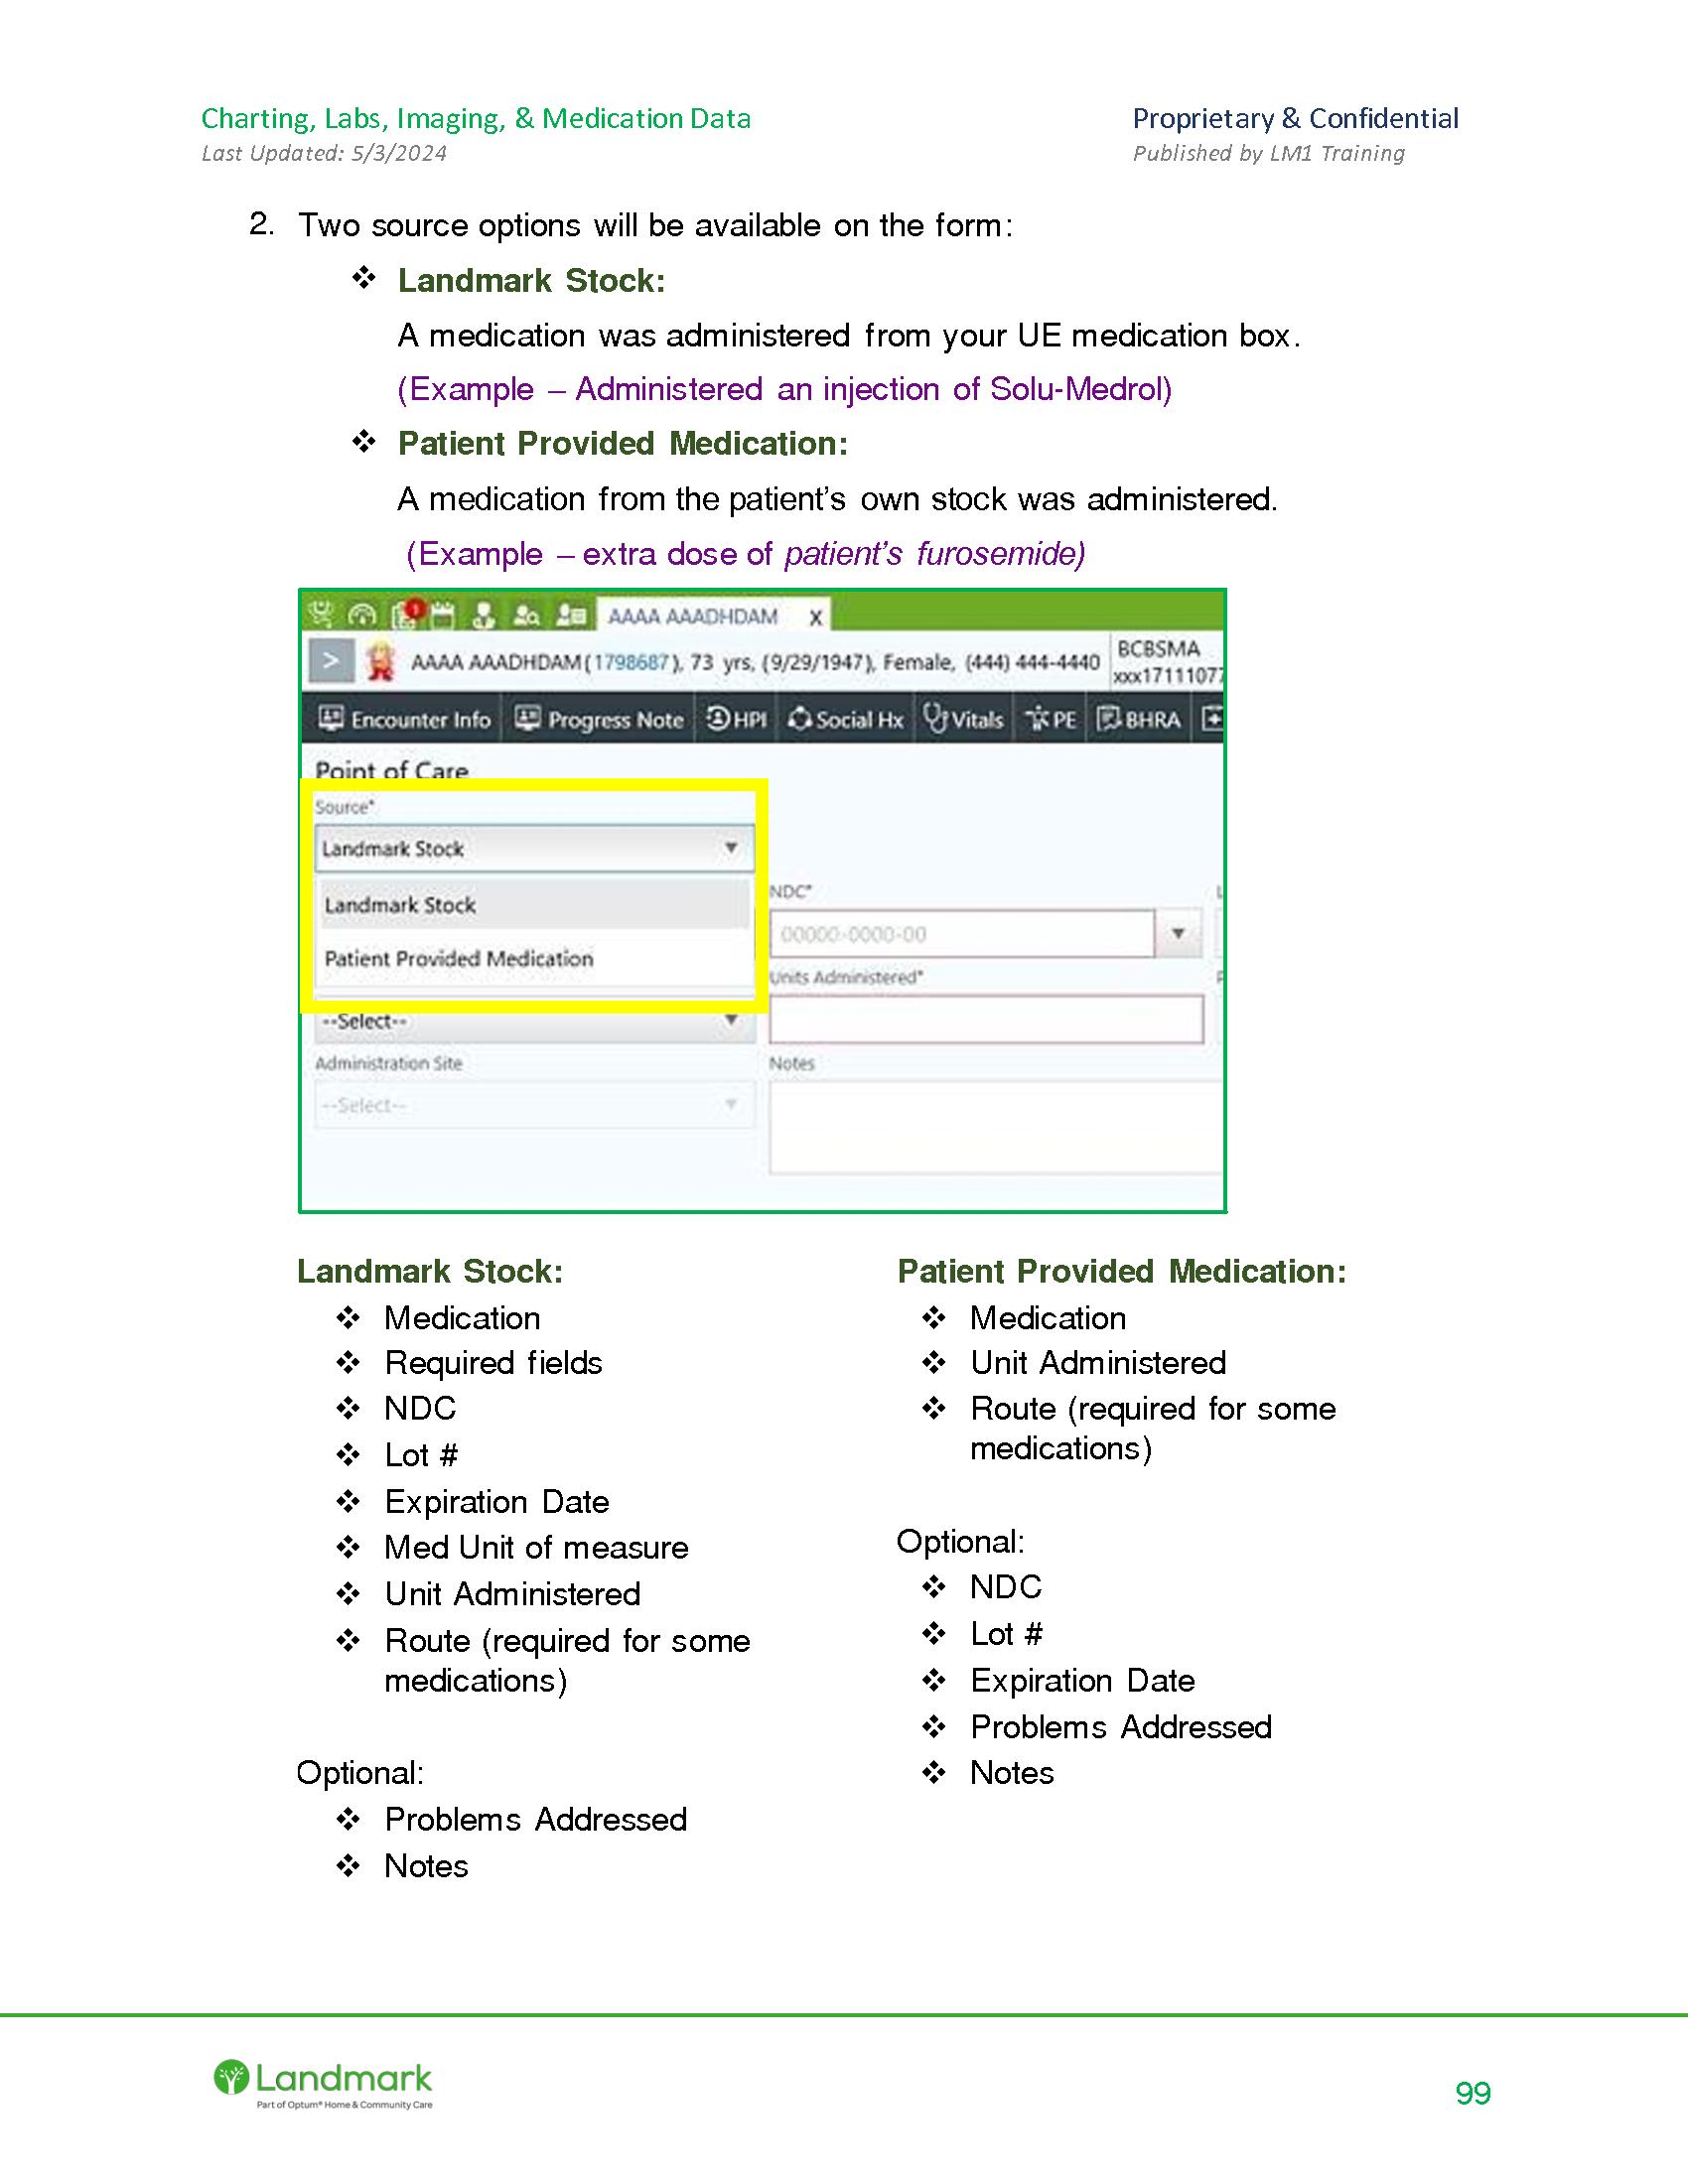 Charting, Labs, Imaging, & Medication Data
Last Updated: 5/3/2024
Proprietary & Confidential
Published by LM1 Training
2. Two source options will be available on the form:
❖ Landmark Stock:
A medication was administered from your UE medication box.
(Example – Administered an injection of Solu-Medrol)
❖ Patient Provided Medication:
A medication from the patient's own stock was administered.
(Example – extra dose of patient's furosemide)
1
AAAA AAADHDAM X
> AAAA AAADHDAM(1798687), 73 yrs, (9/29/1947), Female, (444) 444-4440
BCBSMA
xxx1711107
Encounter Info Progress Note HPI Social Hx Vitals PE BHRA
Point of Care
Source*
Landmark Stock
Landmark Stock
Patient Provided Medication
NDC*
00000-0000-00
Units Administered*
--Select--
Administration Site
--Select--
Notes
Landmark Stock:
❖ Medication
❖ Required fields
❖ NDC
❖ Lot #
❖ Expiration Date
❖ Med Unit of measure
❖ Unit Administered
❖ Route (required for some
medications)
Optional:
❖ Problems Addressed
❖ Notes
Patient Provided Medication:
❖ Medication
❖ Unit Administered
❖ Route (required for some
medications)
Optional:
❖ NDC
❖ Lot #
❖ Expiration Date
❖ Problems Addressed
❖ Notes
Landmark
Part of Optum® Home & Community Care
99